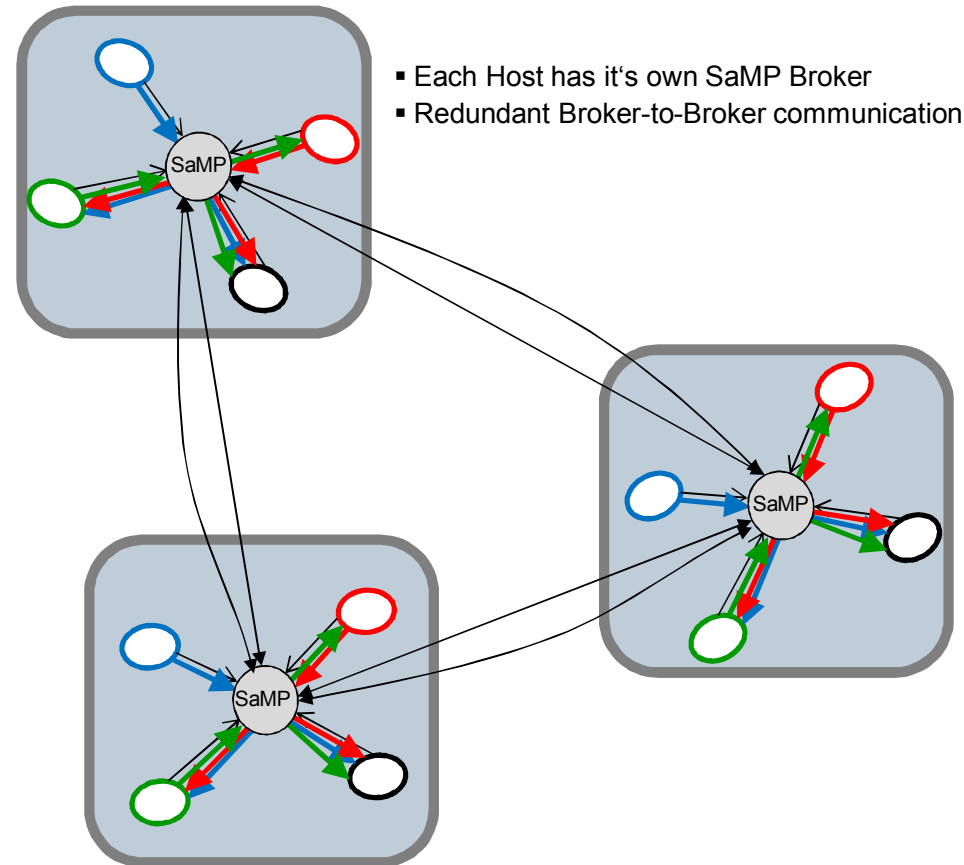 ▪ Each Host has it‘s own SaMP Broker
▪ Redundant Broker-to-Broker communication
SaMP
SaMP
SaMP